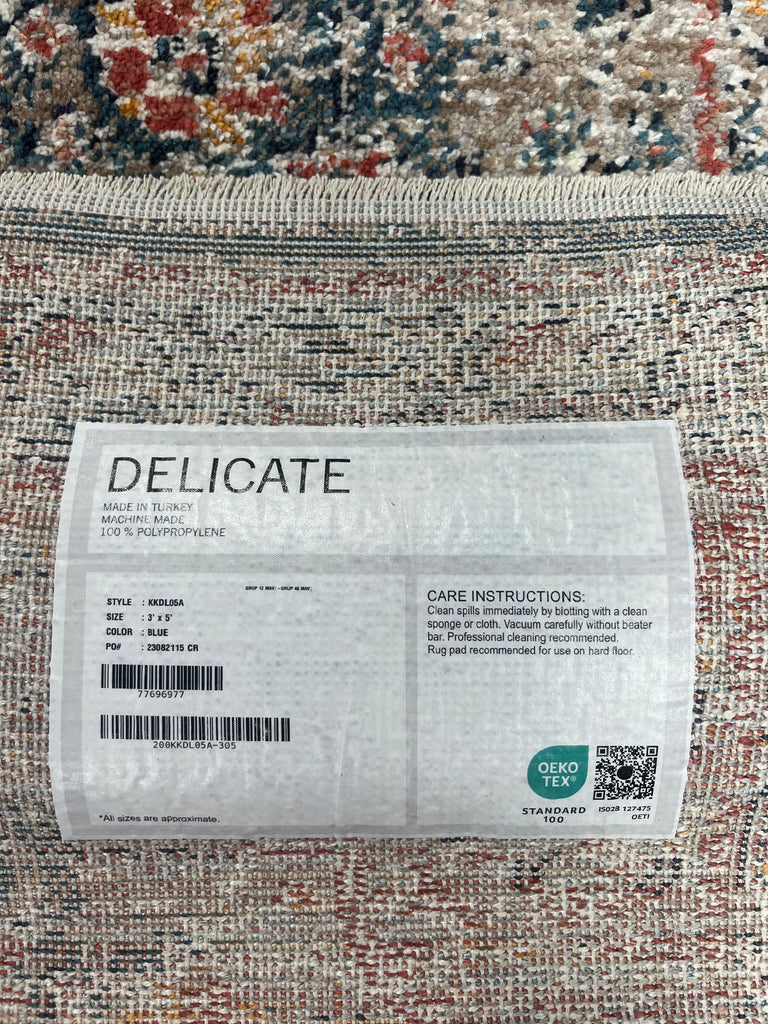 DELICATE
MADE IN TURKEY
MACHINE MADE
100 % POLYPROPYLENE
STYLE : KKDL05A
SIZE : 3' x 5'
COLOR : BLUE
PO# : 23082115 CR
77696977
200KKDL05A-305
*All sizes are approximate.
CARE INSTRUCTIONS:
Clean spills immediately by blotting with a clean
sponge or cloth. Vacuum carefully without beater
bar. Professional cleaning recommended.
Rug pad recommended for use on hard floor.
OEKO
TEX®
STANDARD
100
IS028 127475
OETI